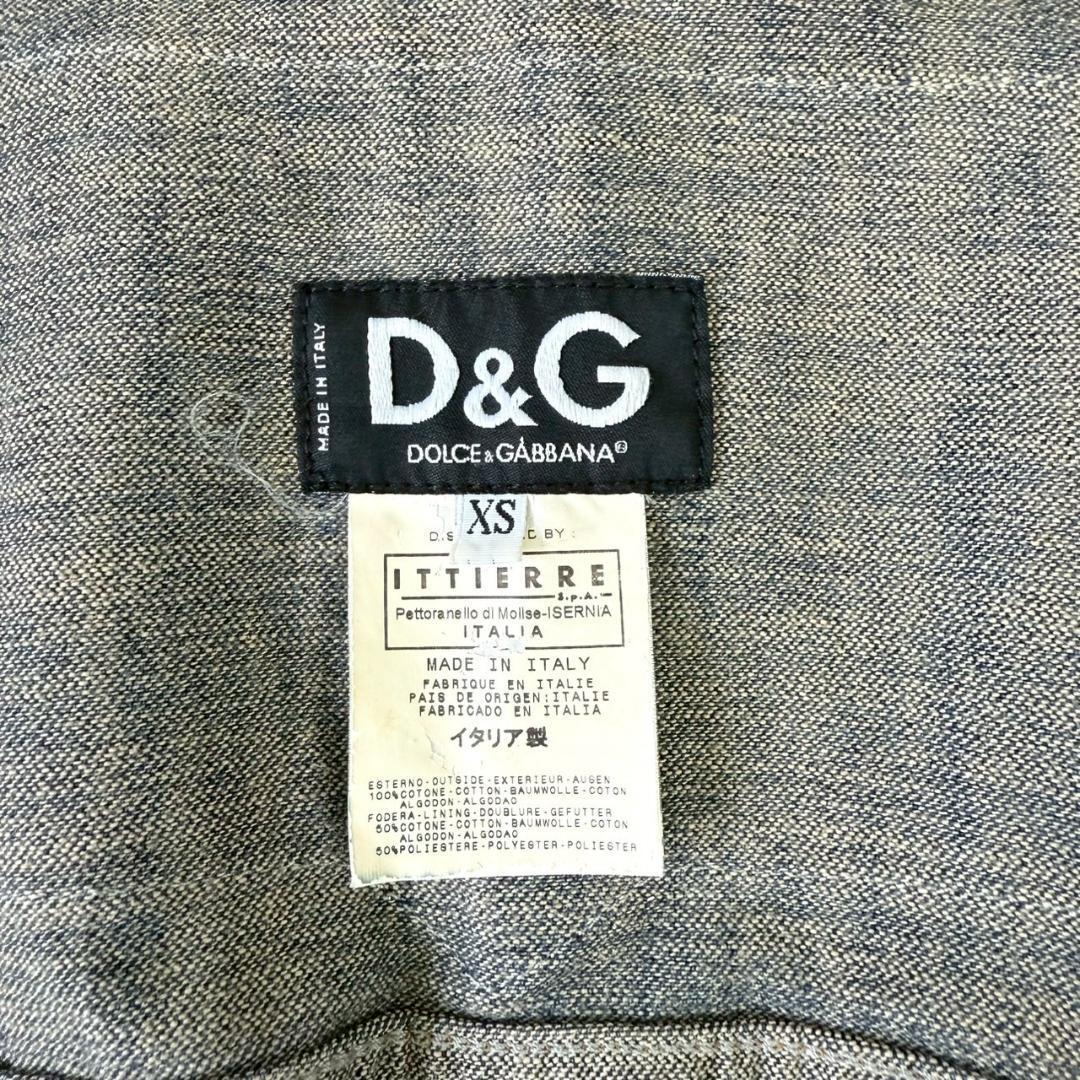 MADE IN ITALY
D&G
DOLCE & GABBANA®
XS
BY :
ITTIERRE
S.p.A.
Pettoranello di Molise-ISERNIA
ITALIA
MADE IN ITALY
FABRIQUE EN ITALIE
PAIS DE ORIGEN:ITALIE
FABRICADO EN ITALIA
イタリア製
ESTERNO-OUTSIDE-EXTERIEUR-AUSEN
100%COTONE-COTTON-BAUMWOLLE-COTON
ALGODON-ALGODAO
FODERA-LINING-DOUBLURE-GEFUTTER
50%COTONE-COTTON-BAUMWOLLE-COTON
ALGODON-ALGODAO
50%POLIESTERE-POLYESTER-POLIESTER